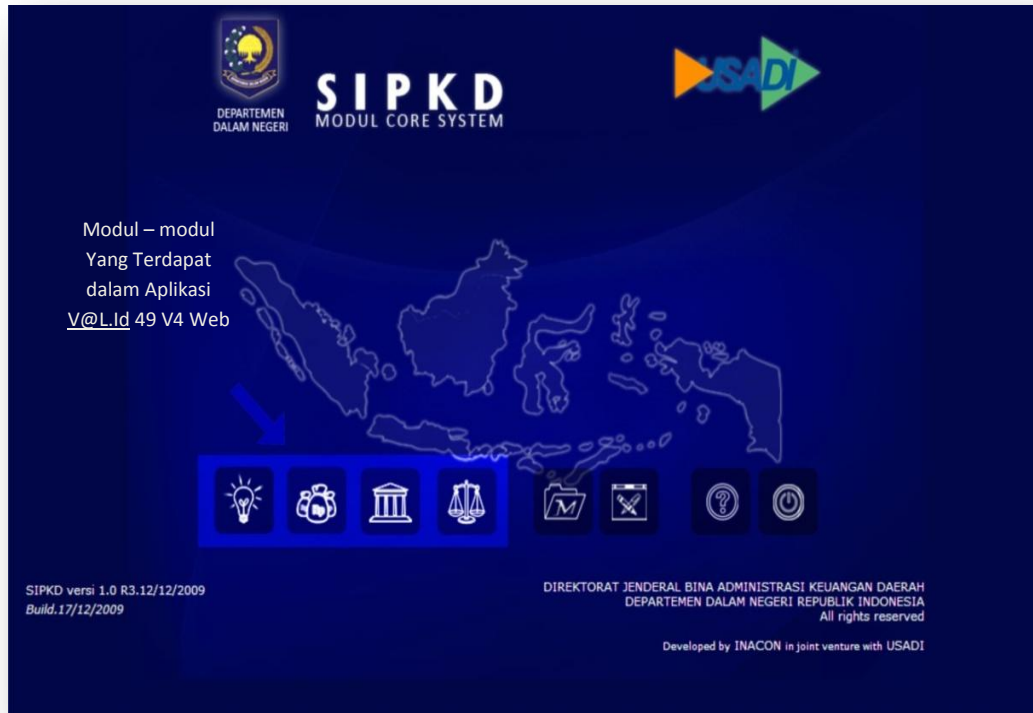 DEPARTEMEN
DALAM NEGERI
SIPKD
MODUL CORE SYSTEM
USADI
Modul – modul
Yang Terdapat
dalam Aplikasi
V@L.Id 49 V4 Web
Rp
M
?
SIPKD versi 1.0 R3.12/12/2009
Build.17/12/2009
DIREKTORAT JENDERAL BINA ADMINISTRASI KEUANGAN DAERAH
DEPARTEMEN DALAM NEGERI REPUBLIK INDONESIA
All rights reserved
Developed by INACON in joint venture with USADI